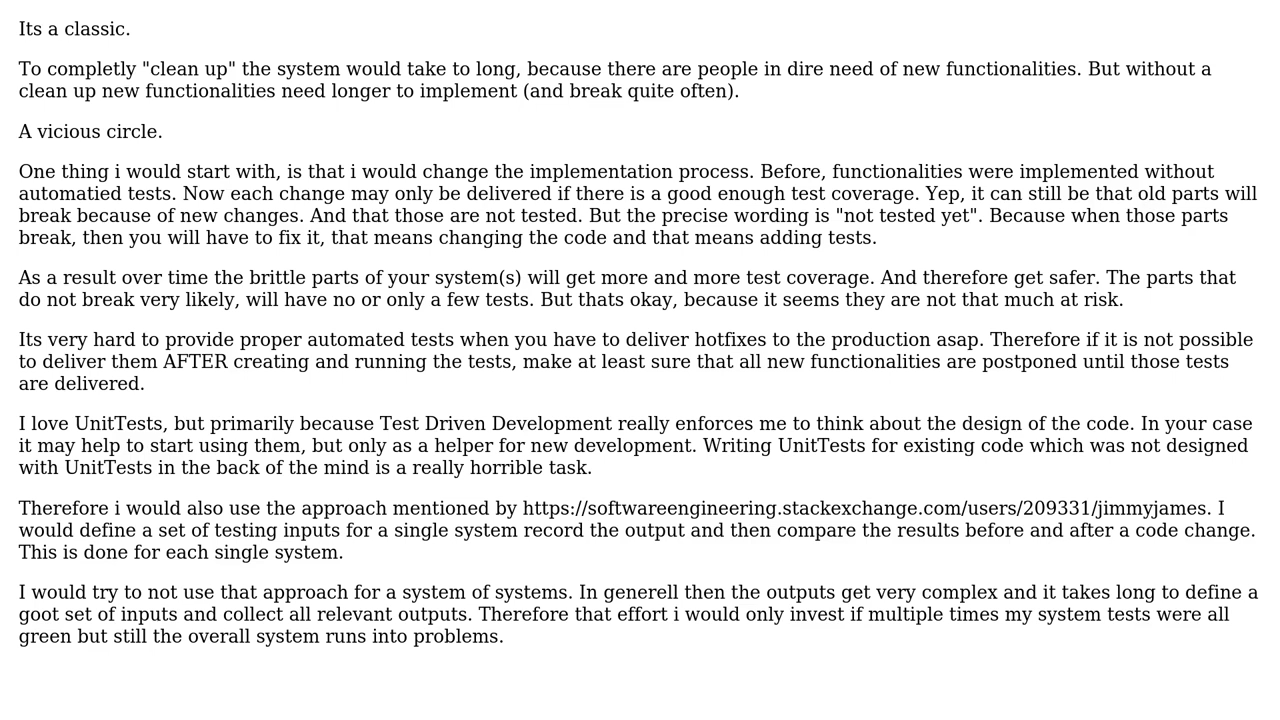 Its a classic.
To completly "clean up" the system would take to long, because there are people in dire need of new functionalities. But without a
clean up new functionalities need longer to implement (and break quite often).
A vicious circle.
One thing i would start with, is that i would change the implementation process. Before, functionalities were implemented without
automatied tests. Now each change may only be delivered if there is a good enough test coverage. Yep, it can still be that old parts will
break because of new changes. And that those are not tested. But the precise wording is "not tested yet". Because when those parts
break, then you will have to fix it, that means changing the code and that means adding tests.
As a result over time the brittle parts of your system(s) will get more and more test coverage. And therefore get safer. The parts that
do not break very likely, will have no or only a few tests. But thats okay, because it seems they are not that much at risk.
Its very hard to provide proper automated tests when you have to deliver hotfixes to the production asap. Therefore if it is not possible
to deliver them AFTER creating and running the tests, make at least sure that all new functionalities are postponed until those tests
are delivered.
I love UnitTests, but primarily because Test Driven Development really enforces me to think about the design of the code. In your case
it may help to start using them, but only as a helper for new development. Writing UnitTests for existing code which was not designed
with UnitTests in the back of the mind is a really horrible task.
Therefore i would also use the approach mentioned by https://softwareengineering.stackexchange.com/users/209331/jimmyjames. I
would define a set of testing inputs for a single system record the output and then compare the results before and after a code change.
This is done for each single system.
I would try to not use that approach for a system of systems. In generell then the outputs get very complex and it takes long to define a
goot set of inputs and collect all relevant outputs. Therefore that effort i would only invest if multiple times my system tests were all
green but still the overall system runs into problems.